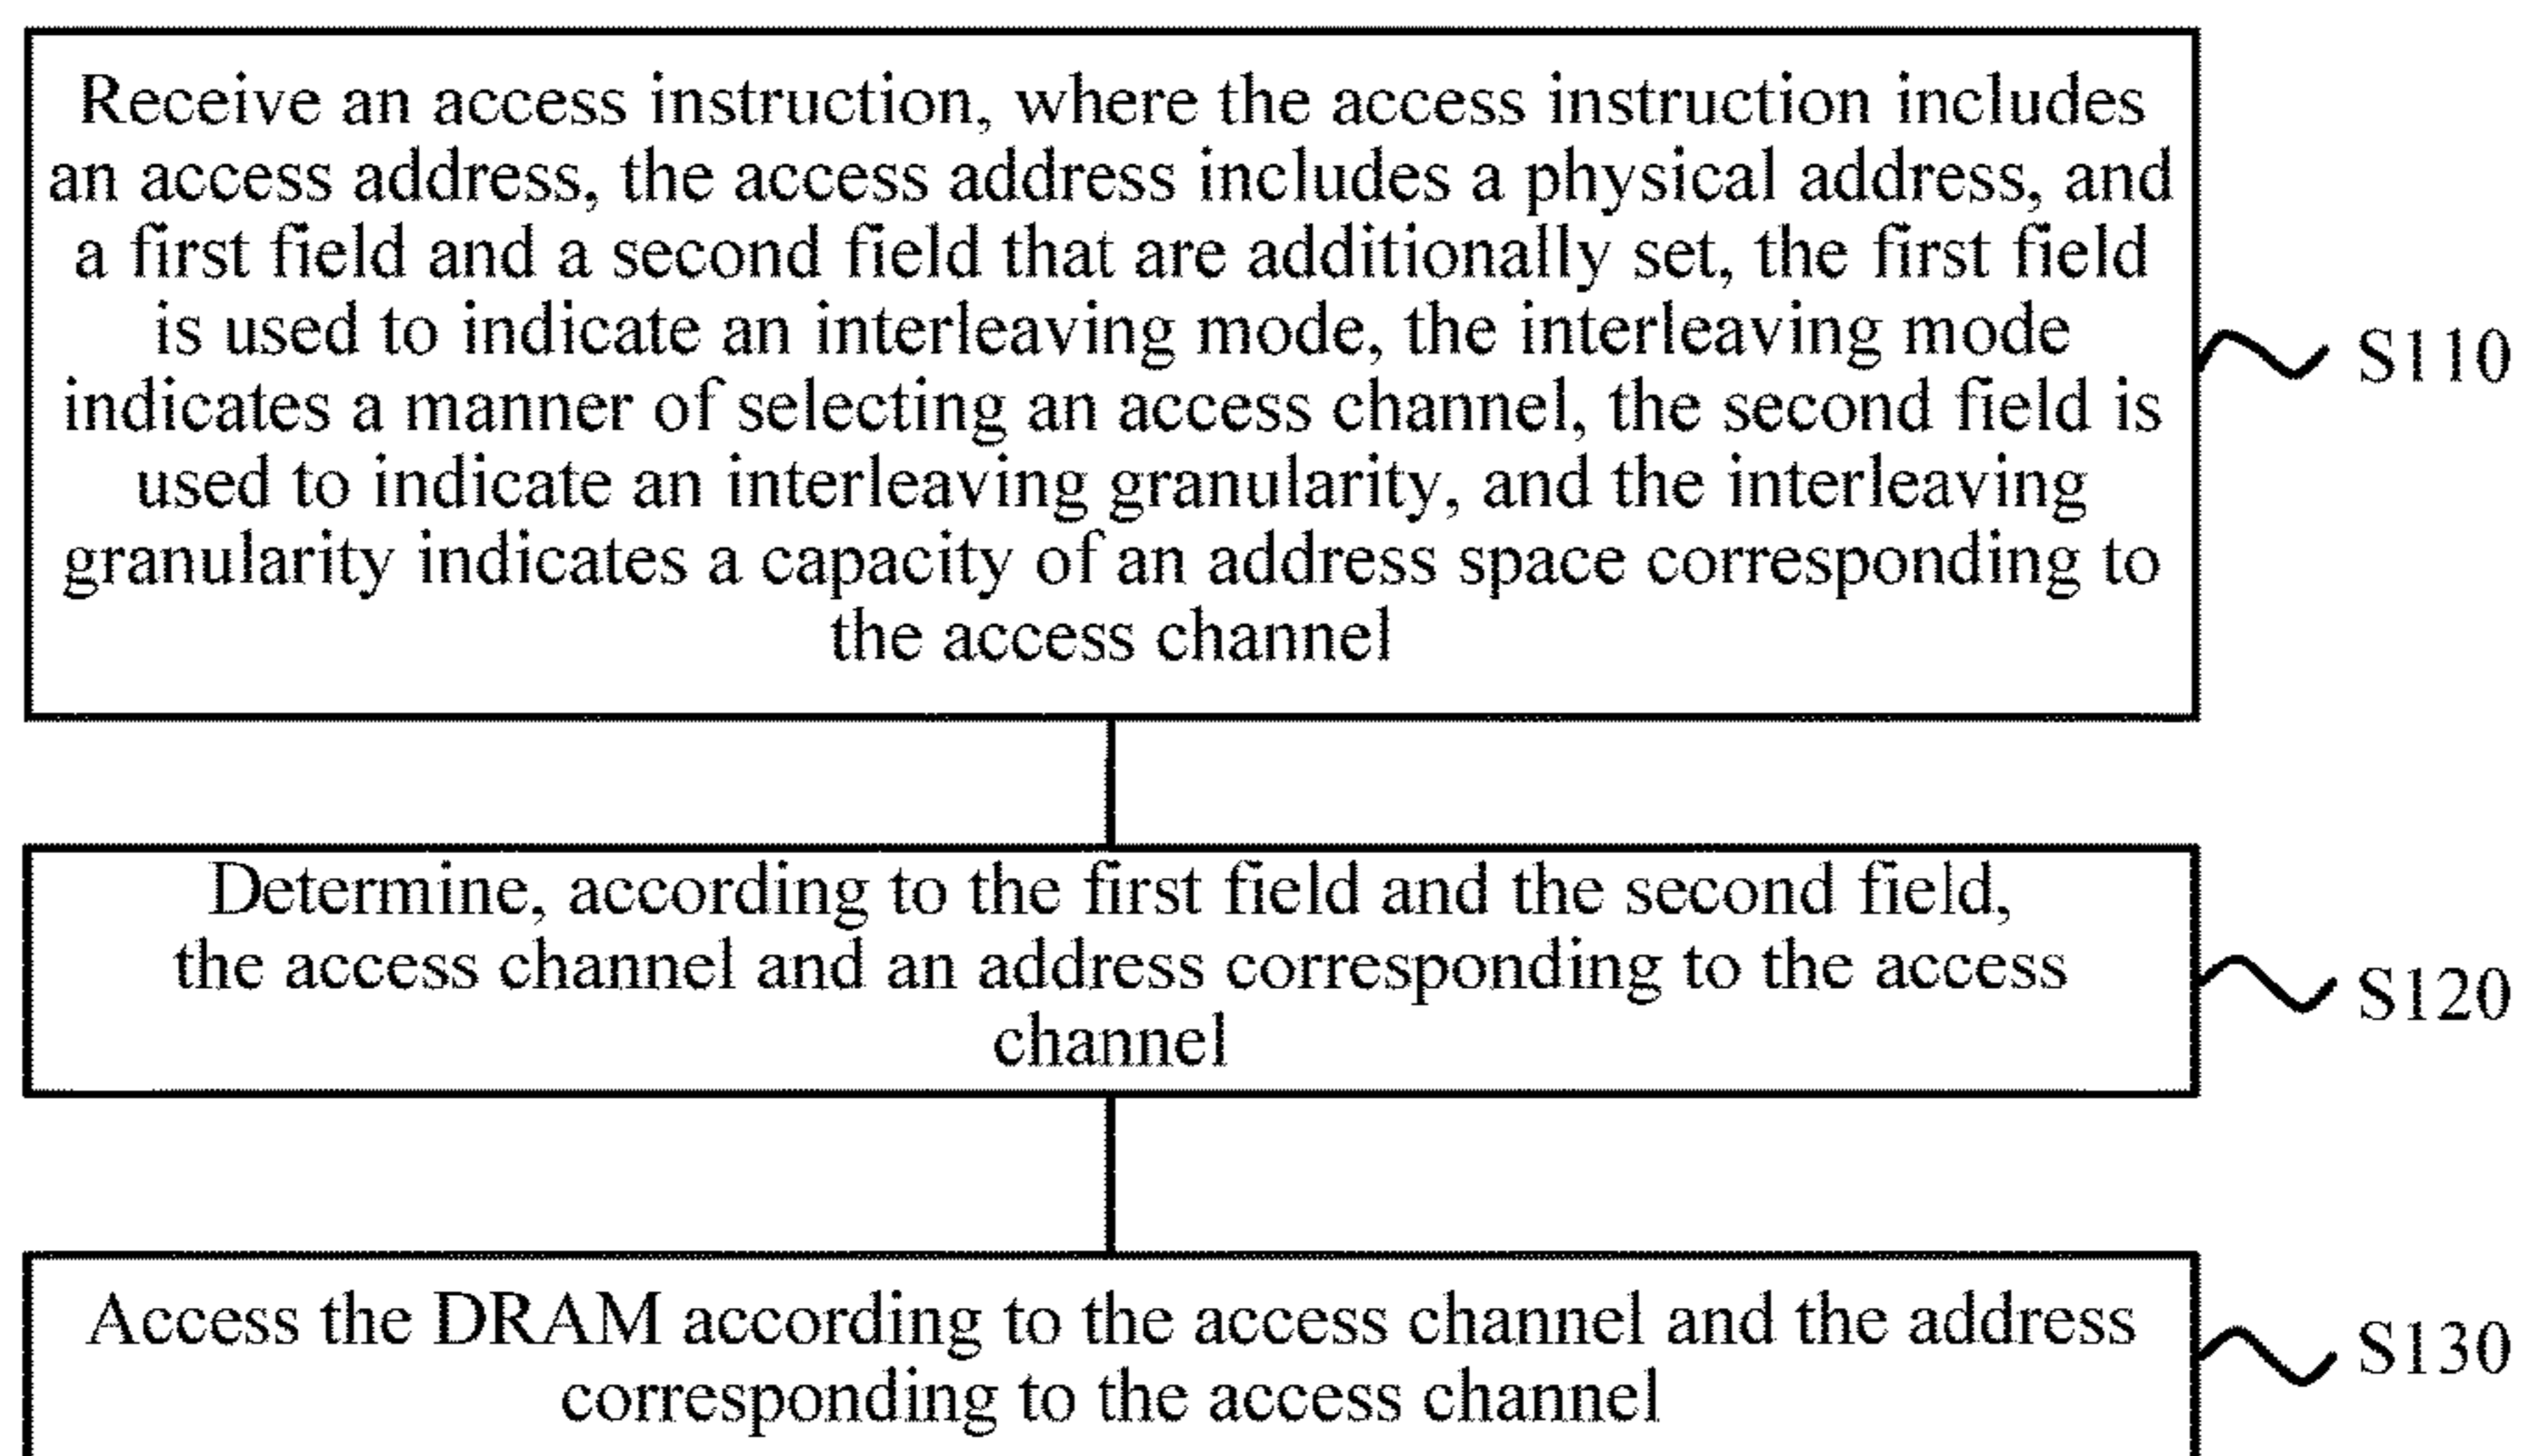 Receive an access instruction, where the access instruction includes
an access address, the access address includes a physical address, and
a first field and a second field that are additionally set, the first field
is used to indicate an interleaving mode, the interleaving mode
indicates a manner of selecting an access channel, the second field is
used to indicate an interleaving granularity, and the interleaving
granularity indicates a capacity of an address space corresponding to
the access channel
S110
Determine, according to the first field and the second field,
the access channel and an address corresponding to the access
channel
S120
Access the DRAM according to the access channel and the address
corresponding to the access channel
S130